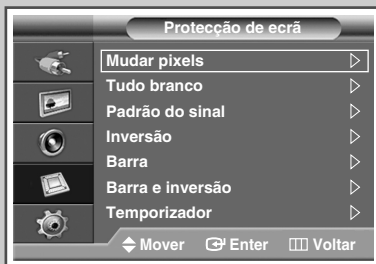 Protecção de ecrã
Mudar pixels
Tudo branco
Padrão do sinal
Inversão
Barra
Barra e inversão
Temporizador
Mover Enter Voltar